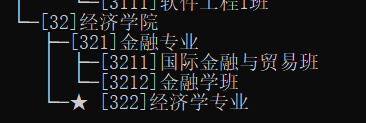 [3111]软件工程1班
[32]经济学院
[321]金融专业
[3211]国际金融与贸易班
[3212]金融学班
★ [322]经济学专业